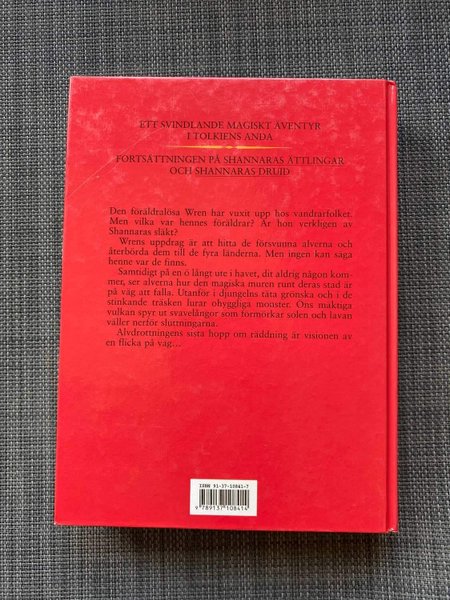 ETT SVINDLANDE MAGISKT ÄVENTYR
I TOLKIENS ANDA
FORTSÄTTNINGEN PÅ SHANNARAS ÄTTLINGAR
OCH SHANNARAS DRUID
Den föräldralösa Wren har vuxit upp hos vandrarfolket.
Men vilka var hennes föräldrar? Är hon verkligen av
Shannaras släkt?
Wrens uppdrag är att hitta de försvunna alverna och
återbörda dem till de fyra länderna. Men ingen kan säga
henne var de finns.
Samtidigt på en ö långt ute i havet, dit aldrig någon kom-
mer, ser alverna hur den magiska muren runt deras stad är
på väg att falla. Utanför i djungelns täta grönska och i de
stinkande träsken lurar ohyggliga monster. Öns mäktiga
vulkan spyr ut svavelångor som förmörkar solen och lavan
väller nerför sluttningarna.
Alvdrottningens sista hopp om räddning är visionen av
en flicka på väg...
ISBN 91-37-10841-7
9 789137 108414